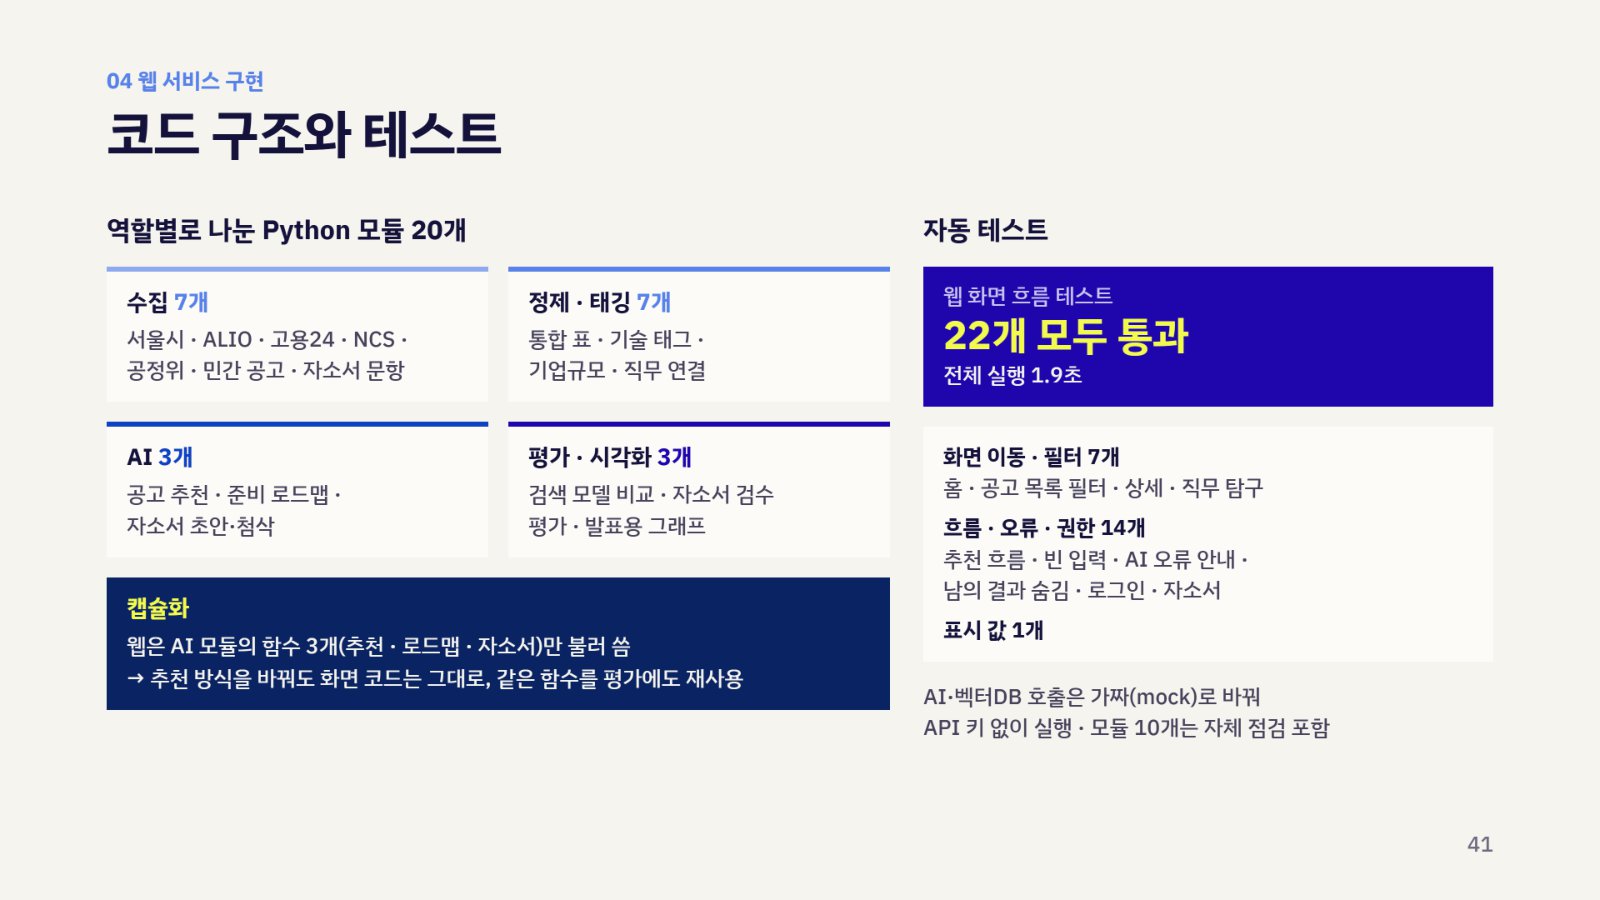 04 웹 서비스 구현
코드 구조와 테스트
역할별로 나눈 Python 모듈 20개
수집 7개
서울시 · ALIO · 고용24 · NCS ·
공정위 · 민간 공고 · 자소서 문항
정제 · 태깅 7개
통합 표 · 기술 태그 ·
기업규모 · 직무 연결
AI 3개
공고 추천 · 준비 로드맵 ·
자소서 초안·첨삭
평가 · 시각화 3개
검색 모델 비교 · 자소서 검수
평가 · 발표용 그래프
캡슐화
웹은 AI 모듈의 함수 3개(추천 · 로드맵 · 자소서)만 불러 씀
→ 추천 방식을 바꿔도 화면 코드는 그대로, 같은 함수를 평가에도 재사용
자동 테스트
웹 화면 흐름 테스트
22개 모두 통과
전체 실행 1.9초
화면 이동 · 필터 7개
홈 · 공고 목록 필터 · 상세 · 직무 탐구
흐름 · 오류 · 권한 14개
추천 흐름 · 빈 입력 · AI 오류 안내 ·
남의 결과 숨김 · 로그인 · 자소서
표시 값 1개
AI·벡터DB 호출은 가짜(mock)로 바꿔
API 키 없이 실행 · 모듈 10개는 자체 점검 포함
41